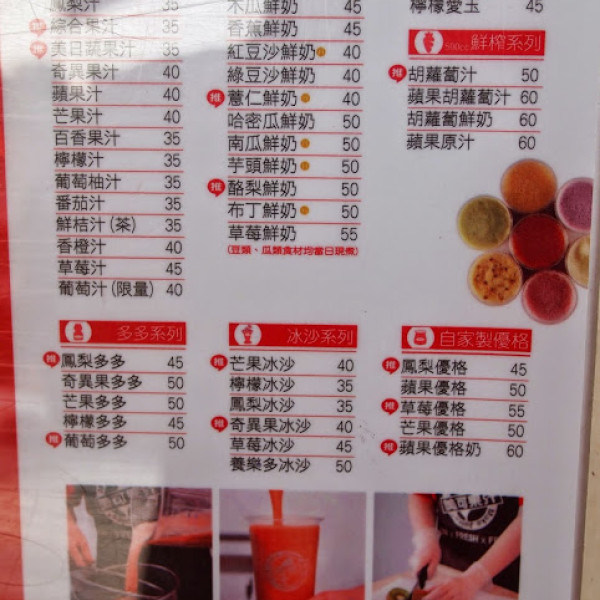 鳳梨汁 35
推 綜合果汁 35
推 美日蔬果汁 35
奇異果汁 40
蘋果汁 40
芒果汁 40
百香果汁 35
檸檬汁 35
葡萄柚汁 35
番茄汁 35
鮮桔汁(茶) 35
香橙汁 40
草莓汁 45
葡萄汁(限量) 40
木瓜鮮奶 45
香蕉鮮奶 45
紅豆沙鮮奶 40
綠豆沙鮮奶 40
推 薏仁鮮奶 40
哈密瓜鮮奶 50
南瓜鮮奶 50
芋頭鮮奶 50
推 酪梨鮮奶 50
布丁鮮奶 50
草莓鮮奶 55
(豆類、瓜類食材均當日現煮)
檸檬愛玉 45
500cc 鮮榨系列
推 胡蘿蔔汁 50
蘋果胡蘿蔔汁 60
胡蘿蔔鮮奶 60
蘋果原汁 60
多多系列
推 鳳梨多多 45
奇異果多多 50
芒果多多 50
檸檬多多 45
推 葡萄多多 50
冰沙系列
推 芒果冰沙 40
檸檬冰沙 35
鳳梨冰沙 35
推 奇異果冰沙 40
草莓冰沙 45
養樂多冰沙 50
自家製優格
推 鳳梨優格 45
蘋果優格 50
推 草莓優格 55
芒果優格 50
推 蘋果優格奶 60